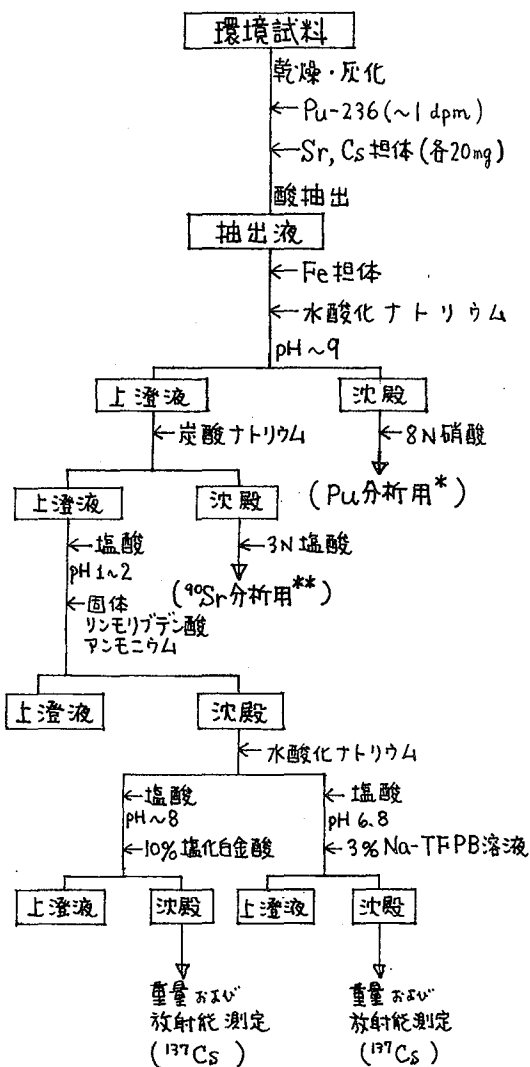 環境試料
乾燥・灰化
Pu-236(~1dpm)
Sr,Cs担体(各20mg)
酸抽出
抽出液
Fe担体
水酸化ナトリウム
pH~9
上澄液
沈殿
炭酸ナトリウム
8N硝酸
(Pu分析用*)
上澄液
沈殿
塩酸
pH1~2
固体
リンモリブデン酸
アンモニウム
3N塩酸
(⁹⁰Sr分析用**)
上澄液
沈殿
水酸化ナトリウム
塩酸
pH~8
10%塩化白金酸
塩酸
pH 6.8
3%Na-TFPB溶液
上澄液
沈殿
上澄液
沈殿
重量および
放射能測定
(¹³⁷Cs)
重量および
放射能測定
(¹³⁷Cs)